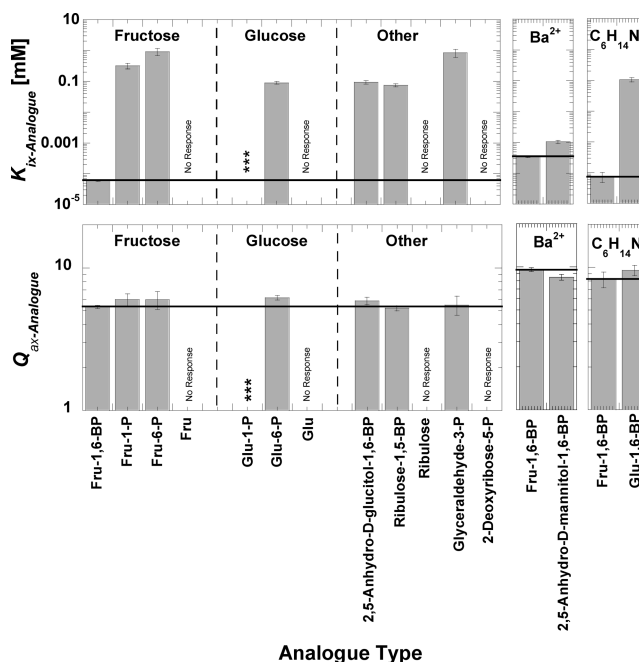 Fructose
Glucose
Other
Ba2+
C6H14N
K ix-Analogue [mM]
10
0.1
0.001
10-5
No Response
***
No Response
No Response
No Response
Fructose
Glucose
Other
Ba2+
C6H14N
Q ax-Analogue
10
1
No Response
***
No Response
No Response
No Response
Fru-1,6-BP
Fru-1-P
Fru-6-P
Fru
Glu-1-P
Glu-6-P
Glu
2,5-Anhydro-D-glucitol-1,6-BP
Ribulose-1,5-BP
Ribulose
Glyceraldehyde-3-P
2-Deoxyribose-5-P
Fru-1,6-BP
2,5-Anhydro-D-mannitol-1,6-BP
Fru-1,6-BP
Glu-1,6-BP
Analogue Type